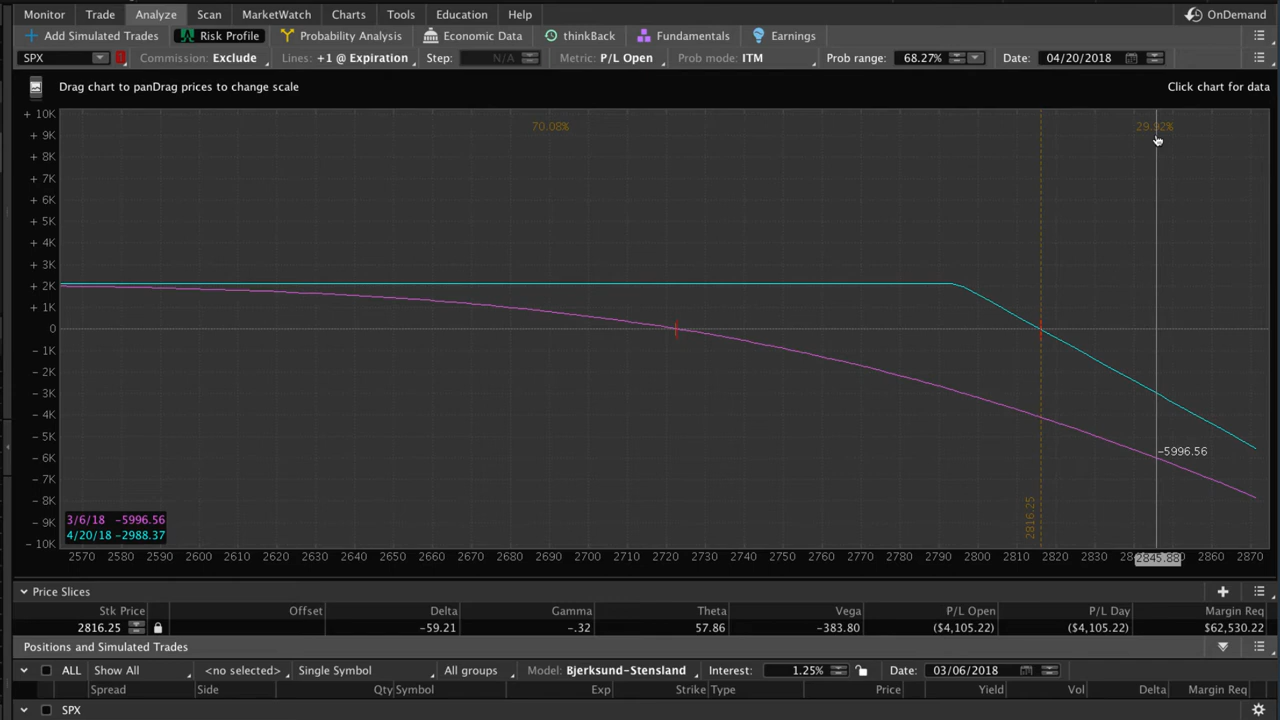 Monitor Trade Analyze Scan MarketWatch Charts Tools Education Help OnDemand
Add Simulated Trades Risk Profile Probability Analysis Economic Data thinkBack Fundamentals Earnings
SPX Commission: Exclude Lines: +1 @ Expiration Step: N/A Metric: P/L Open Prob mode: ITM Prob range: 68.27% Date: 04/20/2018
Drag chart to panDrag prices to change scale Click chart for data
+ 10K
70.08% 29.92%
+ 9K
+ 8K
+ 7K
+ 6K
+ 5K
+ 4K
+ 3K
+ 2K
+ 1K
0
- 1K
- 2K
- 3K
- 4K
- 5K
-5996.56
- 6K
- 7K
- 8K
2816.25
3/6/18 -5996.56
- 9K
4/20/18 -2988.37
- 10K
2570 2580 2590 2600 2610 2620 2630 2640 2650 2660 2670 2680 2690 2700 2710 2720 2730 2740 2750 2760 2770 2780 2790 2800 2810 2820 2830 2845.88 2860 2870
Price Slices
Stk Price Offset Delta Gamma Theta Vega P/L Open P/L Day Margin Req
2816.25 -59.21 -.32 57.86 -383.80 ($4,105.22) ($4,105.22) $62,530.22
Positions and Simulated Trades
ALL Show All <no selected> Single Symbol All groups Model: Bjerksund-Stensland Interest: 1.25% Date: 03/06/2018
Spread Side Qty Symbol Exp Strike Type Price Yield Vol Delta Margin Req
SPX